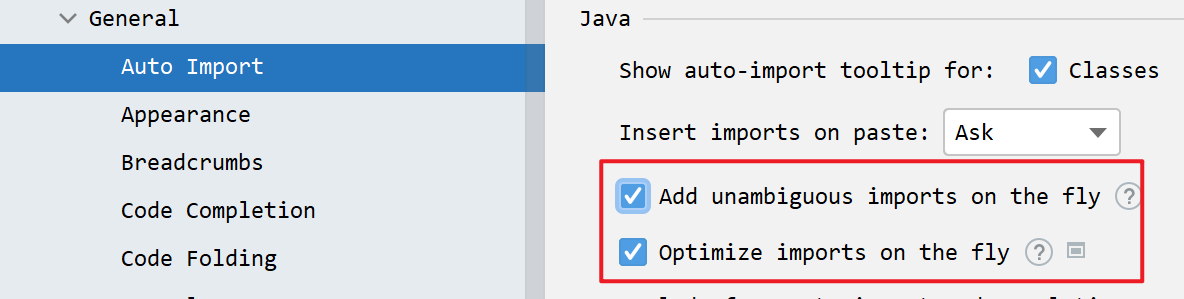 General
Auto Import
Appearance
Breadcrumbs
Code Completion
Code Folding
Java
Show auto-import tooltip for: Classes
Insert imports on paste: Ask
Add unambiguous imports on the fly ?
Optimize imports on the fly ?